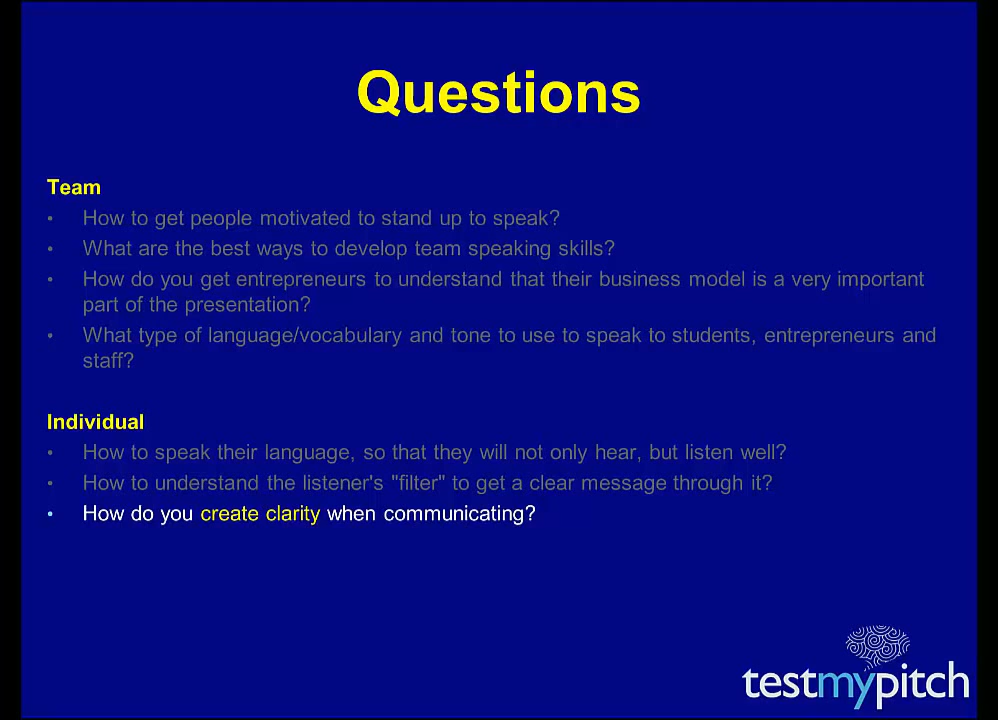 Questions
Team
• How to get people motivated to stand up to speak?
• What are the best ways to develop team speaking skills?
• How do you get entrepreneurs to understand that their business model is a very important
part of the presentation?
• What type of language/vocabulary and tone to use to speak to students, entrepreneurs and
staff?
Individual
• How to speak their language, so that they will not only hear, but listen well?
• How to understand the listener's "filter" to get a clear message through it?
• How do you create clarity when communicating?
testmypitch